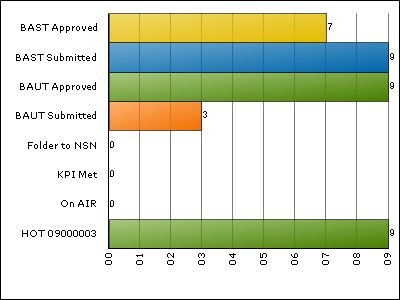 BAST Approved 7
BAST Submitted 9
BAUT Approved 9
BAUT Submitted 3
Folder to NSN 0
KPI Met 0
On AIR 0
HOT 09000003 9
00 01 02 03 04 05 06 07 08 09